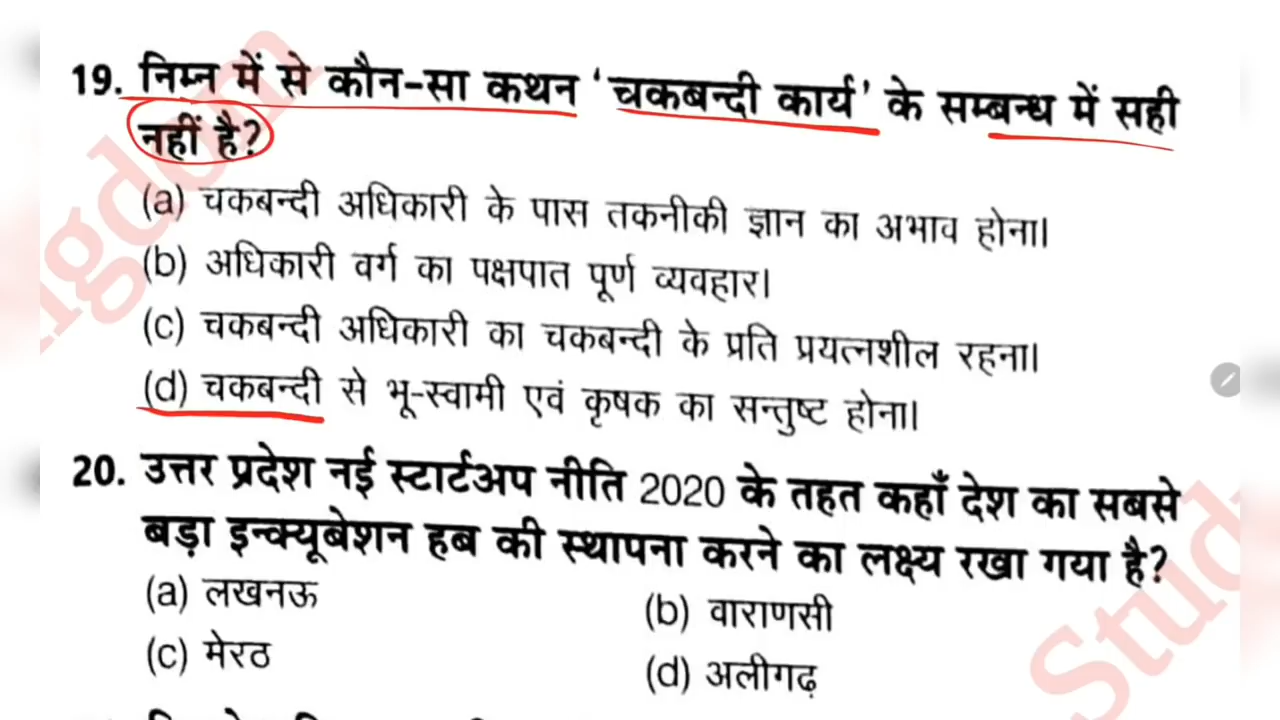 19. निम्न में से कौन-सा कथन 'चकबन्दी कार्य' के सम्बन्ध में सही
नहीं है?
(a) चकबन्दी अधिकारी के पास तकनीकी ज्ञान का अभाव होना।
(b) अधिकारी वर्ग का पक्षपात पूर्ण व्यवहार।
(c) चकबन्दी अधिकारी का चकबन्दी के प्रति प्रयत्नशील रहना।
(d) चकबन्दी से भू-स्वामी एवं कृषक का सन्तुष्ट होना।
20. उत्तर प्रदेश नई स्टार्टअप नीति 2020 के तहत कहाँ देश का सबसे
बड़ा इन्क्यूबेशन हब की स्थापना करने का लक्ष्य रखा गया है?
(a) लखनऊ (b) वाराणसी
(c) मेरठ (d) अलीगढ़